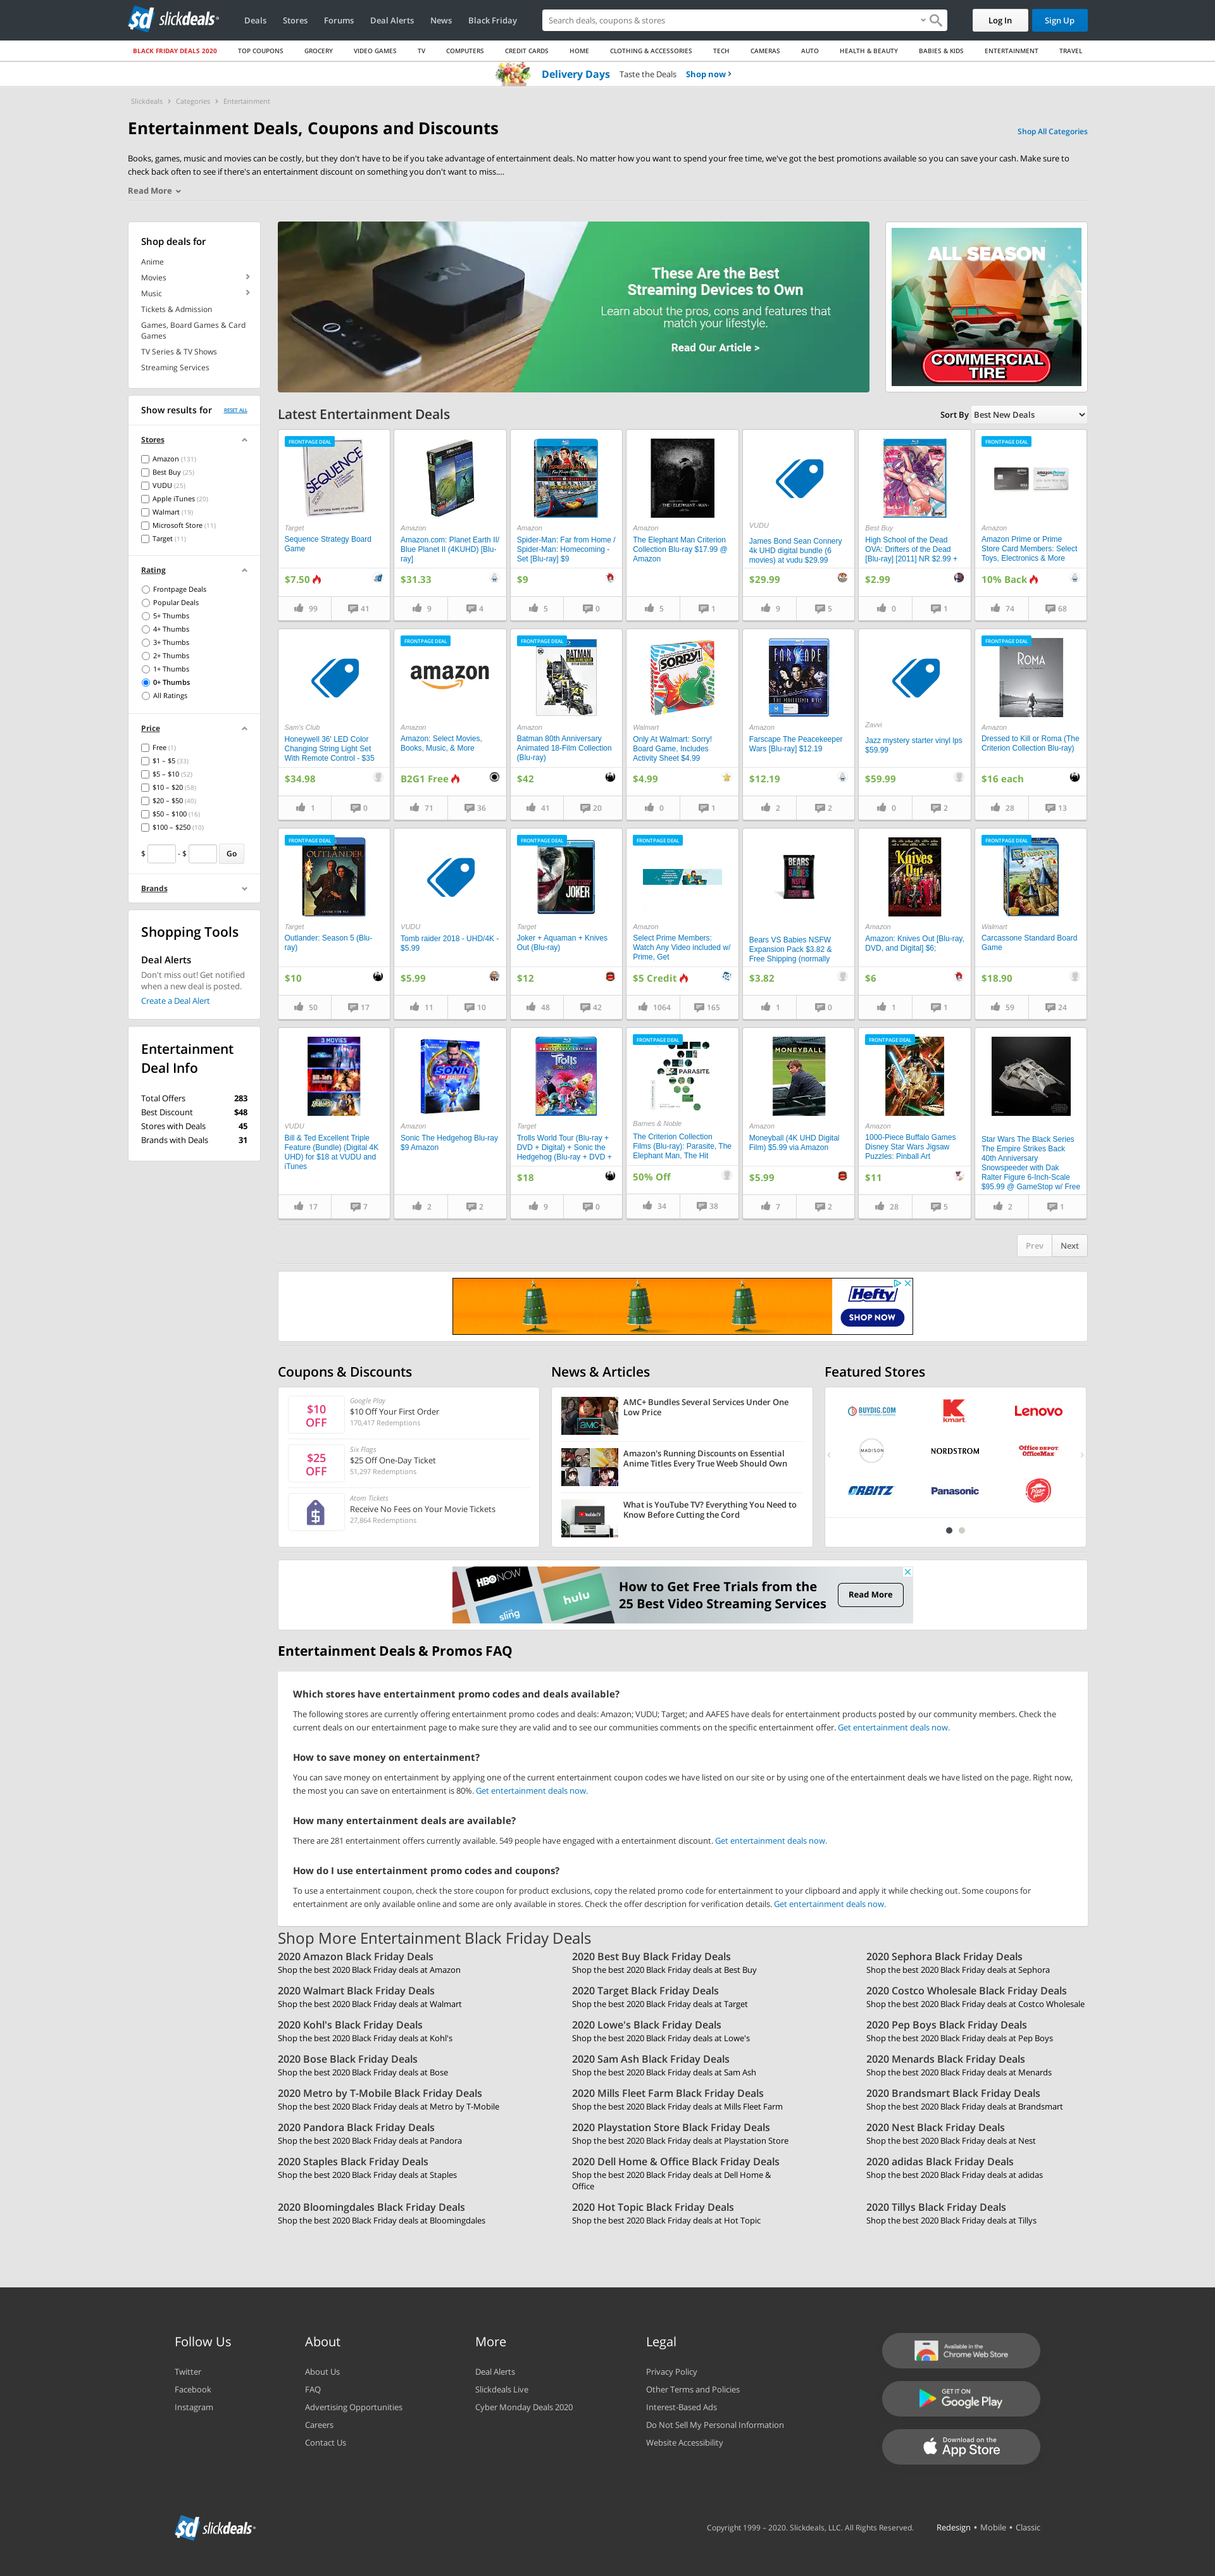 slickdeals
Deals
Stores
Forums
Deal Alerts
News
Black Friday
Search deals, coupons & stores
Log In
Sign Up
BLACK FRIDAY DEALS 2020
TOP COUPONS
GROCERY
VIDEO GAMES
TV
COMPUTERS
CREDIT CARDS
HOME
CLOTHING & ACCESSORIES
TECH
CAMERAS
AUTO
HEALTH & BEAUTY
BABIES & KIDS
ENTERTAINMENT
TRAVEL
Delivery Days Taste the Deals Shop now
Slickdeals > Categories > Entertainment
Entertainment Deals, Coupons and Discounts
Shop All Categories
Books, games, music and movies can be costly, but they don't have to be if you take advantage of entertainment deals. No matter how you want to spend your free time, we've got the best promotions available so you can save your cash. Make sure to
check back often to see if there's an entertainment discount on something you don't want to miss....
Read More
Shop deals for
Anime
Movies
Music
Tickets & Admission
Games, Board Games & Card
Games
TV Series & TV Shows
Streaming Services
Show results for
RESET ALL
Stores
Amazon (131)
Best Buy (25)
VUDU (25)
Apple iTunes (20)
Walmart (19)
Microsoft Store (11)
Target (11)
Rating
Frontpage Deals
Popular Deals
5+ Thumbs
4+ Thumbs
3+ Thumbs
2+ Thumbs
1+ Thumbs
0+ Thumbs
All Ratings
Price
Free (1)
$1 – $5 (33)
$5 – $10 (52)
$10 – $20 (58)
$20 – $50 (40)
$50 – $100 (16)
$100 – $250 (10)
$ - $ Go
Brands
Shopping Tools
Deal Alerts
Don't miss out! Get notified
when a new deal is posted.
Create a Deal Alert
Entertainment
Deal Info
Total Offers 283
Best Discount $48
Stores with Deals 45
Brands with Deals 31
tv
These Are the Best
Streaming Devices to Own
Learn about the pros, cons and features that
match your lifestyle.
Read Our Article >
ALL SEASON
COMMERCIAL
TIRE
Latest Entertainment Deals
Sort By Best New Deals
FRONTPAGE DEAL
SEQUENCE
Target
Sequence Strategy Board
Game
$7.50
99 41
Amazon
Amazon.com: Planet Earth II/
Blue Planet II (4KUHD) [Blu-
ray]
$31.33
9 4
Amazon
Spider-Man: Far from Home /
Spider-Man: Homecoming -
Set [Blu-ray] $9
$9
5 0
THE ELEPHANT MAN
Amazon
The Elephant Man Criterion
Collection Blu-ray $17.99 @
Amazon
5 1
VUDU
James Bond Sean Connery
4k UHD digital bundle (6
movies) at vudu $29.99
$29.99
9 5
Best Buy
High School of the Dead
OVA: Drifters of the Dead
[Blu-ray] [2011] NR $2.99 +
$2.99
0 1
FRONTPAGE DEAL
Amazon
Amazon Prime or Prime
Store Card Members: Select
Toys, Electronics & More
10% Back
74 68
Sam's Club
Honeywell 36' LED Color
Changing String Light Set
With Remote Control - $35
$34.98
1 0
FRONTPAGE DEAL
amazon
Amazon
Amazon: Select Movies,
Books, Music, & More
B2G1 Free
71 36
FRONTPAGE DEAL
BATMAN
Amazon
Batman 80th Anniversary
Animated 18-Film Collection
(Blu-ray)
$42
41 20
SORRY!
Walmart
Only At Walmart: Sorry!
Board Game, Includes
Activity Sheet $4.99
$4.99
0 1
FARSCAPE
Amazon
Farscape The Peacekeeper
Wars [Blu-ray] $12.19
$12.19
2 2
Zavvi
Jazz mystery starter vinyl lps
$59.99
$59.99
0 2
FRONTPAGE DEAL
ROMA
Amazon
Dressed to Kill or Roma (The
Criterion Collection Blu-ray)
$16 each
28 13
FRONTPAGE DEAL
OUTLANDER
Target
Outlander: Season 5 (Blu-
ray)
$10
50 17
VUDU
Tomb raider 2018 - UHD/4K -
$5.99
$5.99
11 10
FRONTPAGE DEAL
JOKER
Target
Joker + Aquaman + Knives
Out (Blu-ray)
$12
48 42
FRONTPAGE DEAL
Amazon
Select Prime Members:
Watch Any Video included w/
Prime, Get
$5 Credit
1064 165
BEARS
BABIES
NSFW
Bears VS Babies NSFW
Expansion Pack $3.82 &
Free Shipping (normally
$3.82
1 0
Knives
Out
Amazon
Amazon: Knives Out [Blu-ray,
DVD, and Digital] $6;
$6
1 1
FRONTPAGE DEAL
Walmart
Carcassone Standard Board
Game
$18.90
59 24
3 MOVIES
VUDU
Bill & Ted Excellent Triple
Feature (Bundle) (Digital 4K
UHD) for $18 at VUDU and
iTunes
17 7
SONIC
Amazon
Sonic The Hedgehog Blu-ray
$9 Amazon
2 2
Trolls
Target
Trolls World Tour (Blu-ray +
DVD + Digital) + Sonic the
Hedgehog (Blu-ray + DVD +
$18
9 0
FRONTPAGE DEAL
PARASITE
Barnes & Noble
The Criterion Collection
Films (Blu-ray): Parasite, The
Elephant Man, The Hit
50% Off
34 38
MONEYBALL
Amazon
Moneyball (4K UHD Digital
Film) $5.99 via Amazon
$5.99
7 2
FRONTPAGE DEAL
Amazon
1000-Piece Buffalo Games
Disney Star Wars Jigsaw
Puzzles: Pinball Art
$11
28 5
Star Wars The Black Series
The Empire Strikes Back
40th Anniversary
Snowspeeder with Dak
Ralter Figure 6-Inch-Scale
$95.99 @ GameStop w/ Free
2 1
Prev Next
Hefty
SHOP NOW
Coupons & Discounts
$10
OFF
Google Play
$10 Off Your First Order
170,417 Redemptions
$25
OFF
Six Flags
$25 Off One-Day Ticket
51,297 Redemptions
Atom Tickets
Receive No Fees on Your Movie Tickets
27,864 Redemptions
News & Articles
amc+
AMC+ Bundles Several Services Under One
Low Price
Amazon's Running Discounts on Essential
Anime Titles Every True Weeb Should Own
YouTubeTV
What is YouTube TV? Everything You Need to
Know Before Cutting the Cord
Featured Stores
BUYDIG.COM
kmart
Lenovo
MADISON
NORDSTROM
Office DEPOT
OfficeMax
ORBITZ
Panasonic
Pizza Hut
HBO NOW
sling
hulu
How to Get Free Trials from the
25 Best Video Streaming Services
Read More
Entertainment Deals & Promos FAQ
Which stores have entertainment promo codes and deals available?
The following stores are currently offering entertainment promo codes and deals: Amazon; VUDU; Target; and AAFES have deals for entertainment products posted by our community members. Check the
current deals on our entertainment page to make sure they are valid and to see our communities comments on the specific entertainment offer. Get entertainment deals now.
How to save money on entertainment?
You can save money on entertainment by applying one of the current entertainment coupon codes we have listed on our site or by using one of the entertainment deals we have listed on the page. Right now,
the most you can save on entertainment is 80%. Get entertainment deals now.
How many entertainment deals are available?
There are 281 entertainment offers currently available. 549 people have engaged with a entertainment discount. Get entertainment deals now.
How do I use entertainment promo codes and coupons?
To use a entertainment coupon, check the store coupon for product exclusions, copy the related promo code for entertainment to your clipboard and apply it while checking out. Some coupons for
entertainment are only available online and some are only available in stores. Check the offer description for verification details. Get entertainment deals now.
Shop More Entertainment Black Friday Deals
2020 Amazon Black Friday Deals
Shop the best 2020 Black Friday deals at Amazon
2020 Best Buy Black Friday Deals
Shop the best 2020 Black Friday deals at Best Buy
2020 Sephora Black Friday Deals
Shop the best 2020 Black Friday deals at Sephora
2020 Walmart Black Friday Deals
Shop the best 2020 Black Friday deals at Walmart
2020 Target Black Friday Deals
Shop the best 2020 Black Friday deals at Target
2020 Costco Wholesale Black Friday Deals
Shop the best 2020 Black Friday deals at Costco Wholesale
2020 Kohl's Black Friday Deals
Shop the best 2020 Black Friday deals at Kohl's
2020 Lowe's Black Friday Deals
Shop the best 2020 Black Friday deals at Lowe's
2020 Pep Boys Black Friday Deals
Shop the best 2020 Black Friday deals at Pep Boys
2020 Bose Black Friday Deals
Shop the best 2020 Black Friday deals at Bose
2020 Sam Ash Black Friday Deals
Shop the best 2020 Black Friday deals at Sam Ash
2020 Menards Black Friday Deals
Shop the best 2020 Black Friday deals at Menards
2020 Metro by T-Mobile Black Friday Deals
Shop the best 2020 Black Friday deals at Metro by T-Mobile
2020 Mills Fleet Farm Black Friday Deals
Shop the best 2020 Black Friday deals at Mills Fleet Farm
2020 Brandsmart Black Friday Deals
Shop the best 2020 Black Friday deals at Brandsmart
2020 Pandora Black Friday Deals
Shop the best 2020 Black Friday deals at Pandora
2020 Playstation Store Black Friday Deals
Shop the best 2020 Black Friday deals at Playstation Store
2020 Nest Black Friday Deals
Shop the best 2020 Black Friday deals at Nest
2020 Staples Black Friday Deals
Shop the best 2020 Black Friday deals at Staples
2020 Dell Home & Office Black Friday Deals
Shop the best 2020 Black Friday deals at Dell Home &
Office
2020 adidas Black Friday Deals
Shop the best 2020 Black Friday deals at adidas
2020 Bloomingdales Black Friday Deals
Shop the best 2020 Black Friday deals at Bloomingdales
2020 Hot Topic Black Friday Deals
Shop the best 2020 Black Friday deals at Hot Topic
2020 Tillys Black Friday Deals
Shop the best 2020 Black Friday deals at Tillys
Follow Us
Twitter
Facebook
Instagram
About
About Us
FAQ
Advertising Opportunities
Careers
Contact Us
More
Deal Alerts
Slickdeals Live
Cyber Monday Deals 2020
Legal
Privacy Policy
Other Terms and Policies
Interest-Based Ads
Do Not Sell My Personal Information
Website Accessibility
Available in the
Chrome Web Store
GET IT ON
Google Play
Download on the
App Store
slickdeals
Copyright 1999 – 2020. Slickdeals, LLC. All Rights Reserved.
Redesign • Mobile • Classic